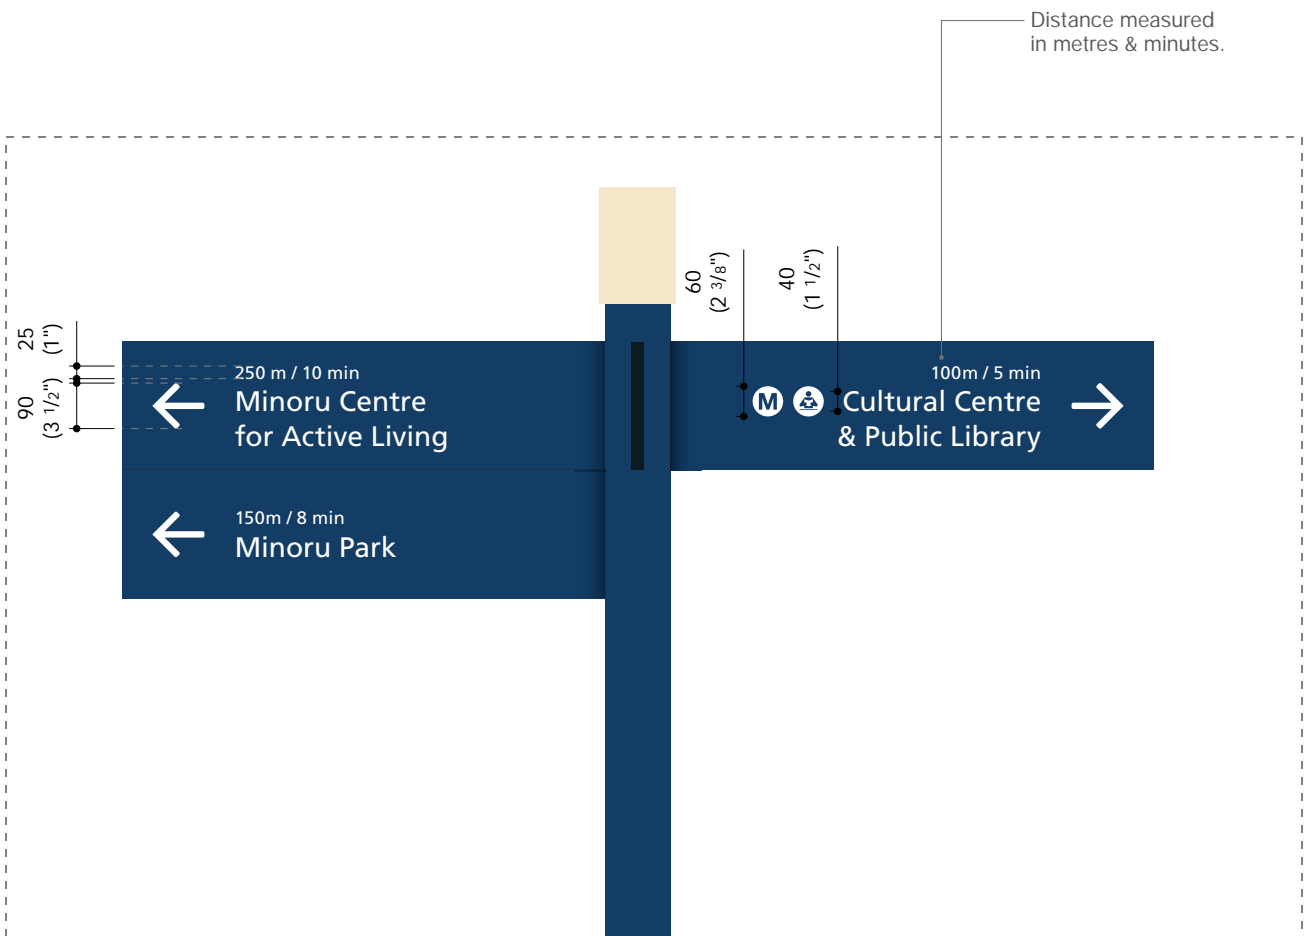 Distance measured
in metres & minutes.
60
(2 3/8")
40
(1 1/2")
25
(1")
90
(3 1/2")
250 m / 10 min
Minoru Centre
for Active Living
150m / 8 min
Minoru Park
M
100m / 5 min
Cultural Centre
& Public Library